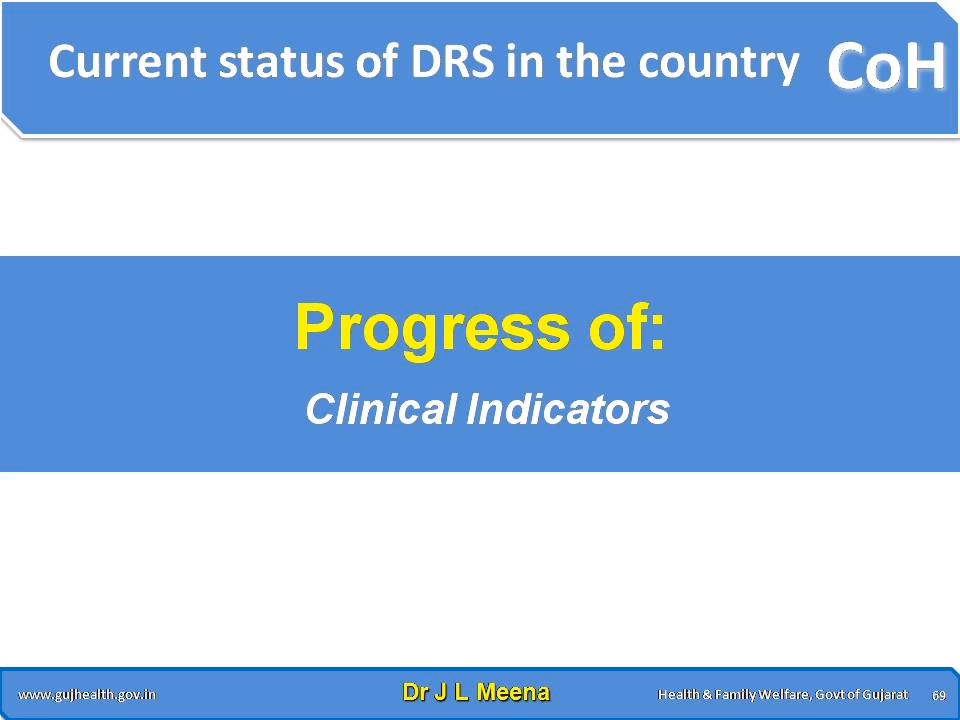 Current status of DRS in the country CoH
Progress of:
Clinical Indicators
www.gujhealth.gov.in Dr J L Meena Health & Family Welfare, Govt of Gujarat 69